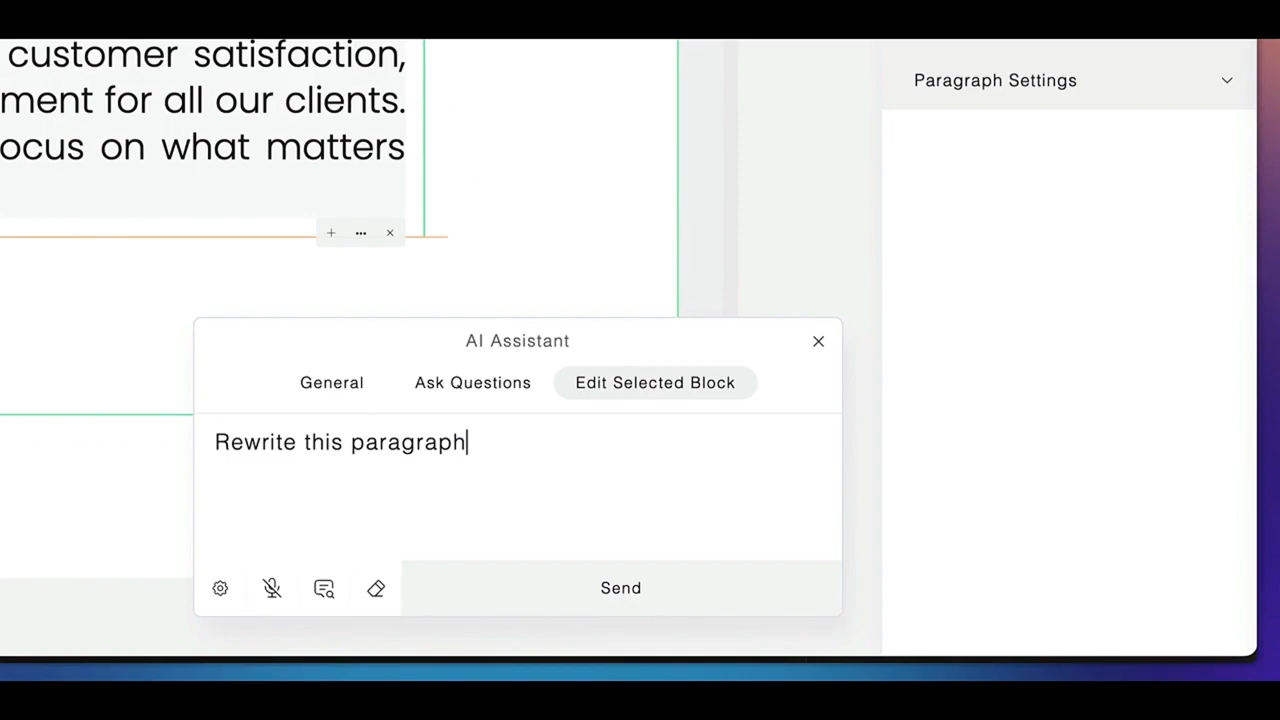 customer satisfaction,
ment for all our clients.
ocus on what matters
Paragraph Settings
AI Assistant
General
Ask Questions
Edit Selected Block
Rewrite this paragraph
Send